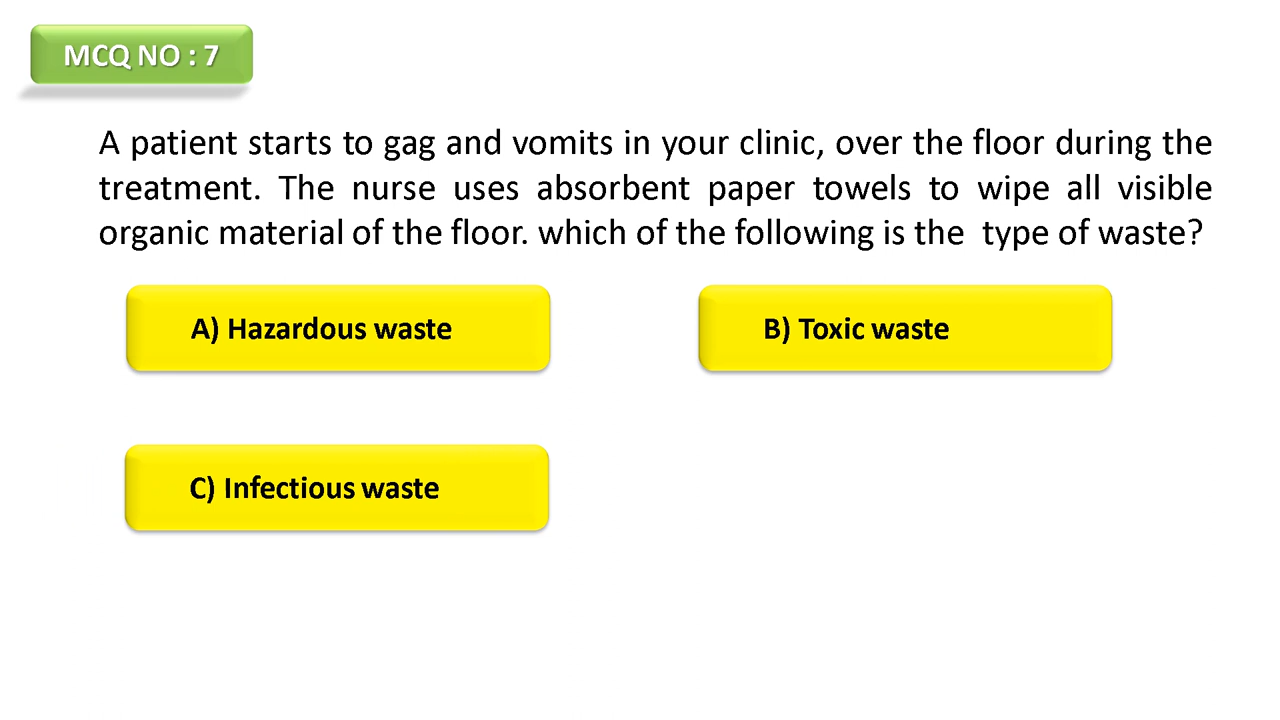 MCQ NO : 7
A patient starts to gag and vomits in your clinic, over the floor during the
treatment. The nurse uses absorbent paper towels to wipe all visible
organic material of the floor. which of the following is the  type of waste?
A) Hazardous waste
B) Toxic waste
C) Infectious waste